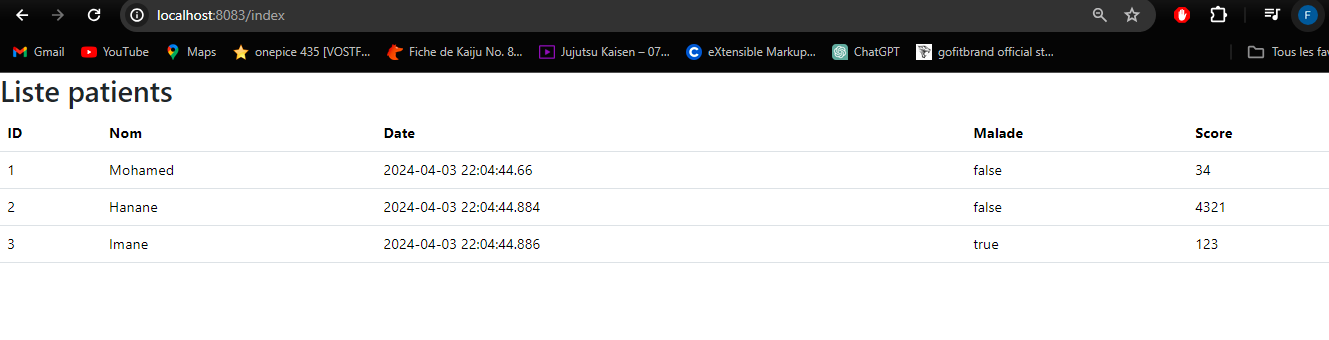 localhost:8083/index
F
Gmail YouTube Maps onepice 435 [VOSTF... Fiche de Kaiju No. 8... Jujutsu Kaisen – 07... eXtensible Markup... ChatGPT gofitbrand official st... Tous les fav
Liste patients
ID Nom Date Malade Score
1 Mohamed 2024-04-03 22:04:44.66 false 34
2 Hanane 2024-04-03 22:04:44.884 false 4321
3 Imane 2024-04-03 22:04:44.886 true 123